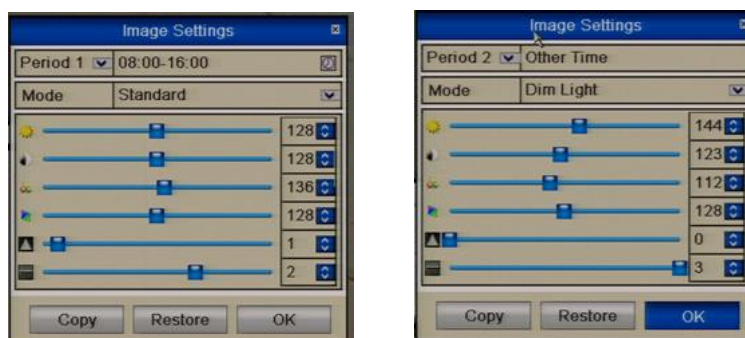 Image Settings
Period 1 08:00-16:00
Mode Standard
128
128
136
128
1
2
Copy Restore OK
Image Settings
Period 2 Other Time
Mode Dim Light
144
123
112
128
0
3
Copy Restore OK